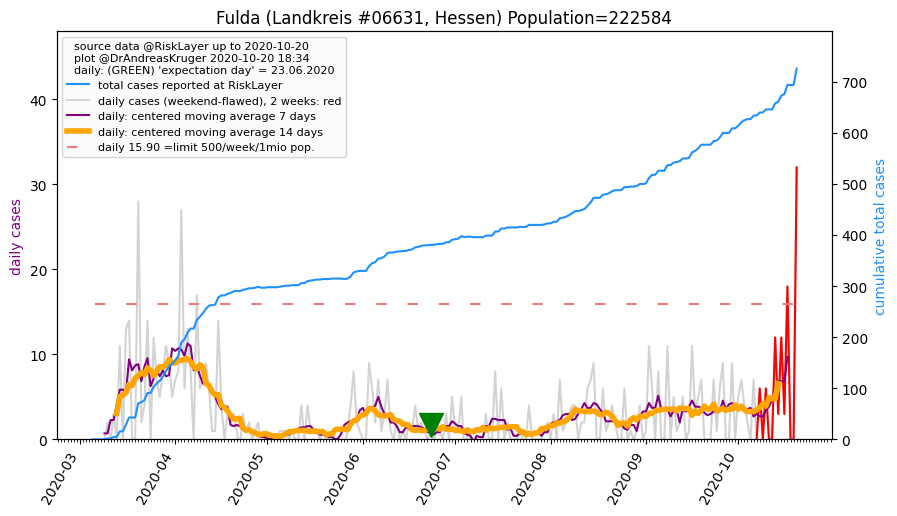 Fulda (Landkreis #06631, Hessen) Population=222584
source data @RiskLayer up to 2020-10-20
plot @DrAndreasKruger 2020-10-20 18:34
daily: (GREEN) 'expectation day' = 23.06.2020
total cases reported at RiskLayer
daily cases (weekend-flawed), 2 weeks: red
daily: centered moving average 7 days
daily: centered moving average 14 days
daily 15.90 =limit 500/week/1mio pop.
daily cases
40
30
20
10
0
cumulative total cases
700
600
500
400
300
200
100
0
2020-03
2020-04
2020-05
2020-06
2020-07
2020-08
2020-09
2020-10